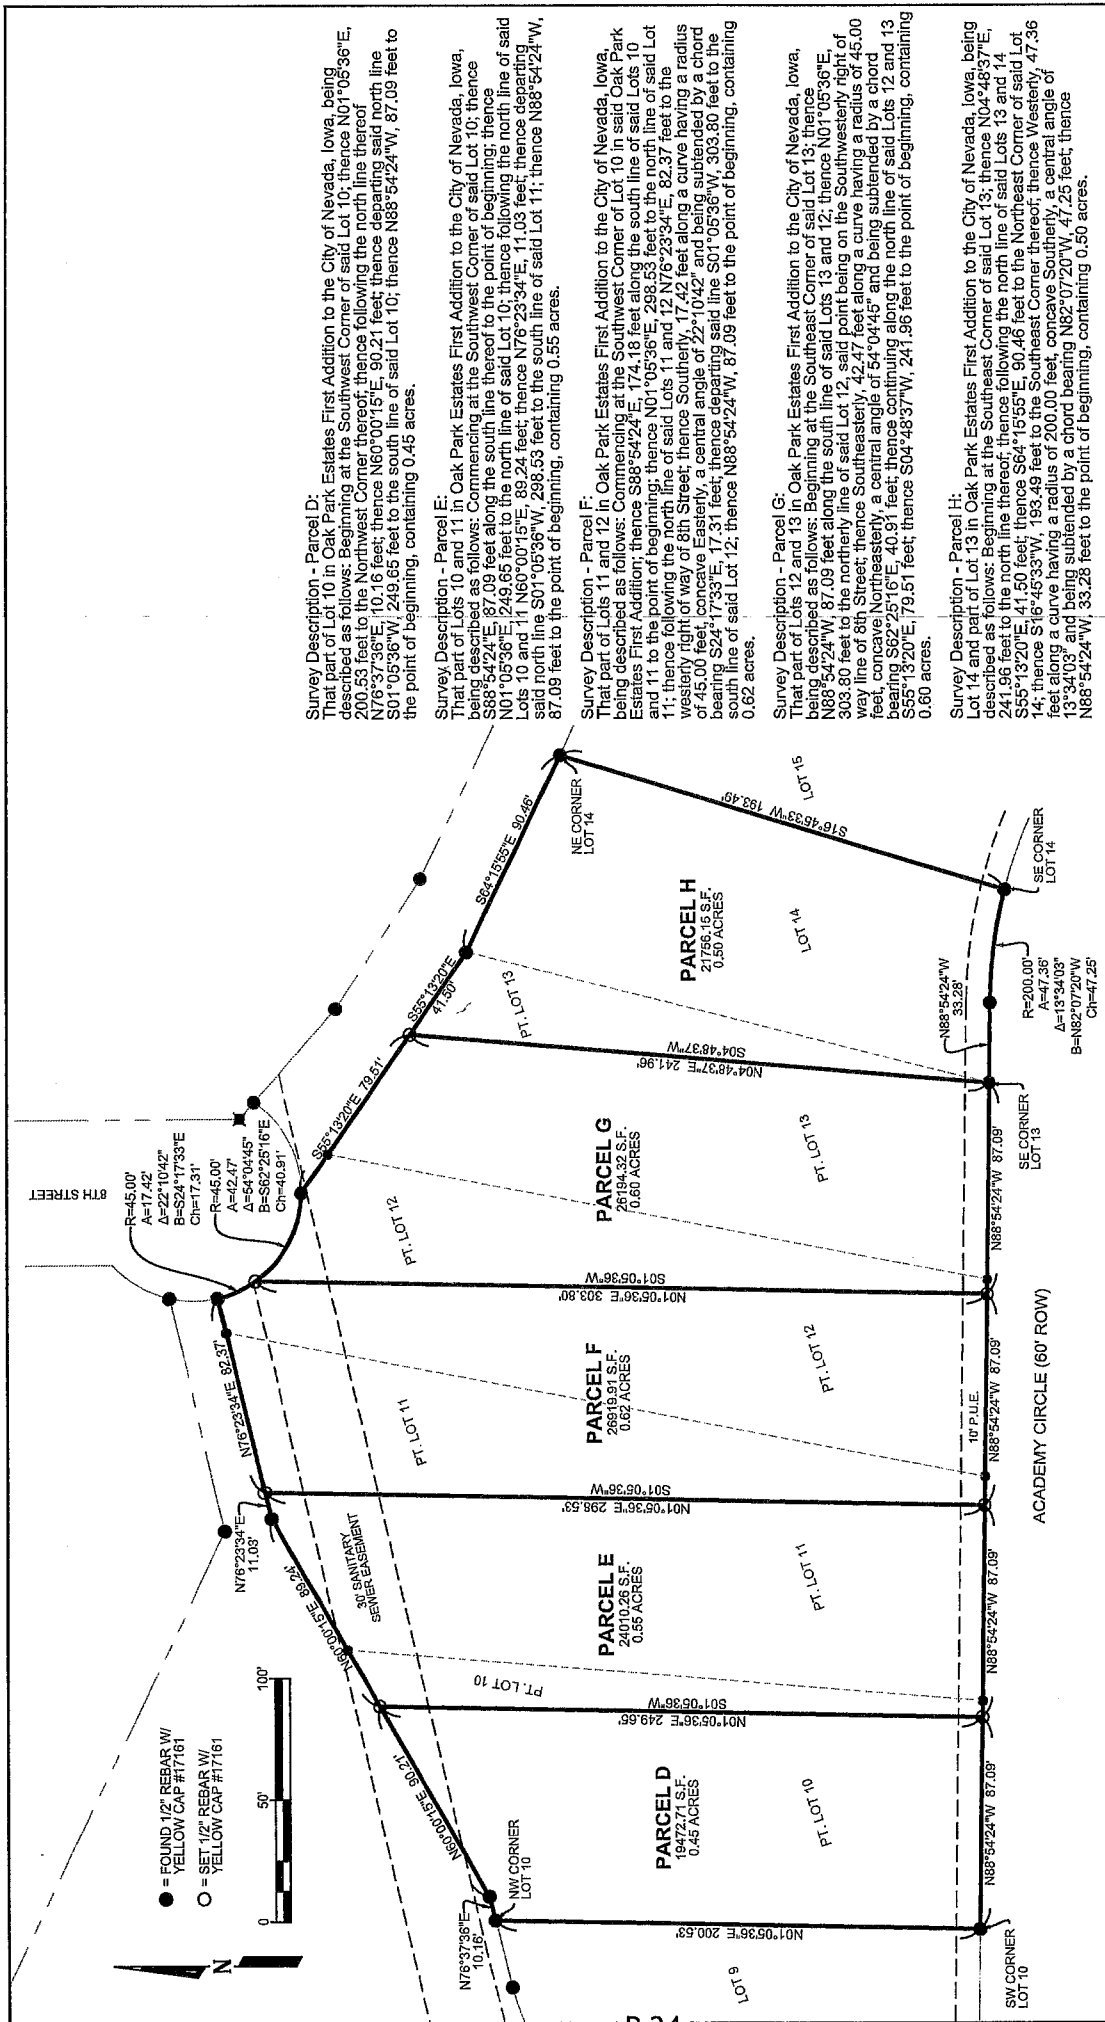 Survey Description - Parcel D:
That part of Lot 10 in Oak Park Estates First Addition to the City of Nevada, Iowa, being
described as follows: Beginning at the Southwest Corner of said Lot 10; thence N01°05'36"E,
200.53 feet to the Northwest Corner thereof; thence following the north line thereof
N76°37'36"E, 10.16 feet; thence N60°00'15"E, 90.21 feet; thence departing said north line
S01°05'36"W, 249.65 feet to the south line of said Lot 10; thence N88°54'24"W, 87.09 feet to
the point of beginning, containing 0.45 acres.
Survey Description - Parcel E:
That part of Lots 10 and 11 in Oak Park Estates First Addition to the City of Nevada, Iowa,
being described as follows: Commencing at the Southwest Corner of said Lot 10; thence
S88°54'24"E, 87.09 feet along the south line thereof to the point of beginning; thence
N01°05'36"E, 249.65 feet to the north line of said Lot 10; thence following the north line of said
Lots 10 and 11 N60°00'15"E, 89.24 feet; thence N76°23'34"E, 11.03 feet; thence departing
said north line S01°05'36"W, 298.53 feet to the south line of said Lot 11; thence N88°54'24"W,
87.09 feet to the point of beginning, containing 0.55 acres.
Survey Description - Parcel F:
That part of Lots 11 and 12 in Oak Park Estates First Addition to the City of Nevada, Iowa,
being described as follows: Commencing at the Southwest Corner of Lot 10 in said Oak Park
Estates First Addition; thence S88°54'24"E, 174.18 feet along the south line of said Lots 10
and 11 to the point of beginning; thence N01°05'36"E, 298.53 feet to the north line of said Lot
11; thence following the north line of said Lots 11 and 12 N76°23'34"E, 82.37 feet to the
westerly right of way of 8th Street; thence Southerly, 17.42 feet along a curve having a radius
of 45.00 feet, concave Easterly, a central angle of 22°10'42" and being subtended by a chord
bearing S24°17'33"E, 17.31 feet; thence departing said line S01°05'36"W, 303.80 feet to the
south line of said Lot 12; thence N88°54'24"W, 87.09 feet to the point of beginning, containing
0.62 acres.
Survey Description - Parcel G:
That part of Lots 12 and 13 in Oak Park Estates First Addition to the City of Nevada, Iowa,
being described as follows: Beginning at the Southeast Corner of said Lot 13; thence
N88°54'24"W, 87.09 feet along the south line of said Lots 13 and 12; thence N01°05'36"E,
303.80 feet to the northerly line of said Lot 12, said point being on the Southwesterly right of
way line of 8th Street; thence Southeasterly, 42.47 feet along a curve having a radius of 45.00
feet, concave Northeasterly, a central angle of 54°04'45" and being subtended by a chord
bearing S62°25'16"E, 40.91 feet; thence continuing along the north line of said Lots 12 and 13
S55°13'20"E, 79.51 feet; thence S04°48'37"W, 241.96 feet to the point of beginning, containing
0.60 acres.
Survey Description - Parcel H:
Lot 14 and part of Lot 13 in Oak Park Estates First Addition to the City of Nevada, Iowa, being
described as follows: Beginning at the Southeast Corner of said Lot 13; thence N04°48'37"E,
241.96 feet to the north line thereof; thence following the north line of said Lots 13 and 14
S55°13'20"E, 41.50 feet; thence S64°15'55"E, 90.46 feet to the Northeast Corner of said Lot
14; thence S16°45'33"W, 193.49 feet to the Southeast Corner thereof; thence Westerly, 47.36
feet along a curve having a radius of 200.00 feet, concave Southerly, a central angle of
13°34'03" and being subtended by a chord bearing N82°07'20"W, 47.25 feet; thence
N88°54'24"W, 33.28 feet to the point of beginning, containing 0.50 acres.
● = FOUND 1/2" REBAR W/
YELLOW CAP #17161
○ = SET 1/2" REBAR W/
YELLOW CAP #17161
N
0 50' 100'
8TH STREET
R=45.00'
A=17.42'
Δ=22°10'42"
B=S24°17'33"E
Ch=17.31'
R=45.00'
A=42.47'
Δ=54°04'45"
B=S62°25'16"E
Ch=40.91'
N76°37'36"E
10.16'
NW CORNER
LOT 10
N60°00'15"E 90.21'
N60°00'15"E 89.24'
N76°23'34"E
11.03'
N76°23'34"E 82.37'
S55°13'20"E 79.51'
S55°13'20"E
41.50'
S64°15'55"E 90.46'
NE CORNER
LOT 14
30' SANITARY
SEWER EASEMENT
LOT 9
N01°05'36"E 200.53'
PARCEL D
19472.71 S.F.
0.45 ACRES
PT. LOT 10
N01°05'36"E 249.65'
S01°05'36"W
PT. LOT 10
PARCEL E
24010.26 S.F.
0.55 ACRES
PT. LOT 11
N01°05'36"E 298.53'
S01°05'36"W
PT. LOT 11
PARCEL F
26919.91 S.F.
0.62 ACRES
PT. LOT 12
N01°05'36"E 303.80'
S01°05'36"W
PT. LOT 12
PARCEL G
26194.32 S.F.
0.60 ACRES
PT. LOT 13
N04°48'37"E 241.96'
S04°48'37"W
PT. LOT 13
PARCEL H
21756.15 S.F.
0.50 ACRES
LOT 14
S16°45'33"W 193.49'
LOT 15
SW CORNER
LOT 10
N88°54'24"W 87.09'
N88°54'24"W 87.09'
N88°54'24"W 87.09'
10' P.U.E.
N88°54'24"W 87.09'
SE CORNER
LOT 13
N88°54'24"W
33.28'
R=200.00'
A=47.36'
Δ=13°34'03"
B=N82°07'20"W
Ch=47.25'
SE CORNER
LOT 14
ACADEMY CIRCLE (60' ROW)